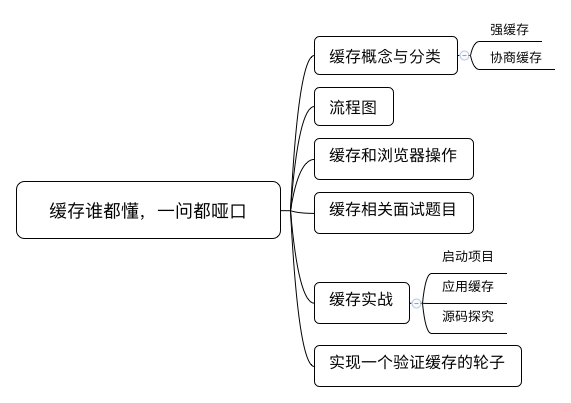 缓存谁都懂，一问都哑口
缓存概念与分类
强缓存
协商缓存
流程图
缓存和浏览器操作
缓存相关面试题目
缓存实战
启动项目
应用缓存
源码探究
实现一个验证缓存的轮子